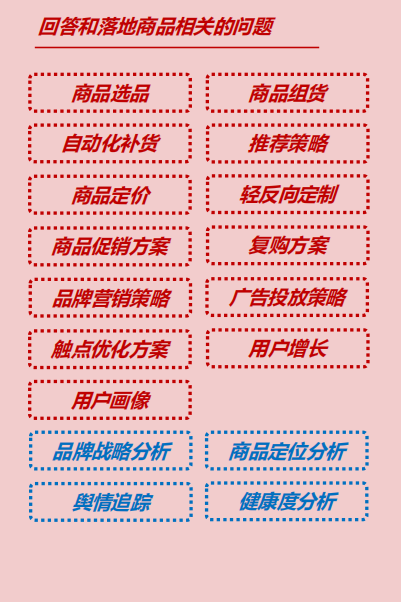 回答和落地商品相关的问题
商品选品
商品组货
自动化补货
推荐策略
商品定价
轻反向定制
商品促销方案
复购方案
品牌营销策略
广告投放策略
触点优化方案
用户增长
用户画像
品牌战略分析
商品定位分析
舆情追踪
健康度分析